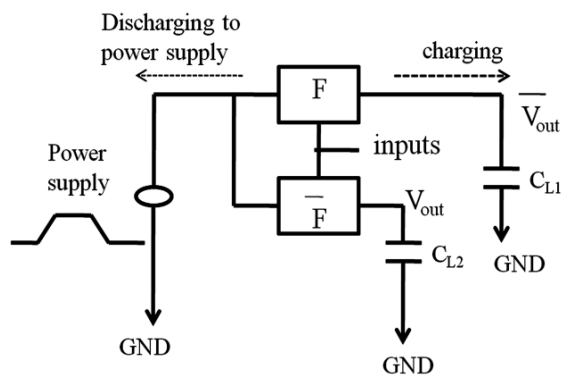 Discharging to
power supply
charging
F
V̅out
inputs
Power
supply
CL1
F̅
Vout
CL2
GND
GND
GND